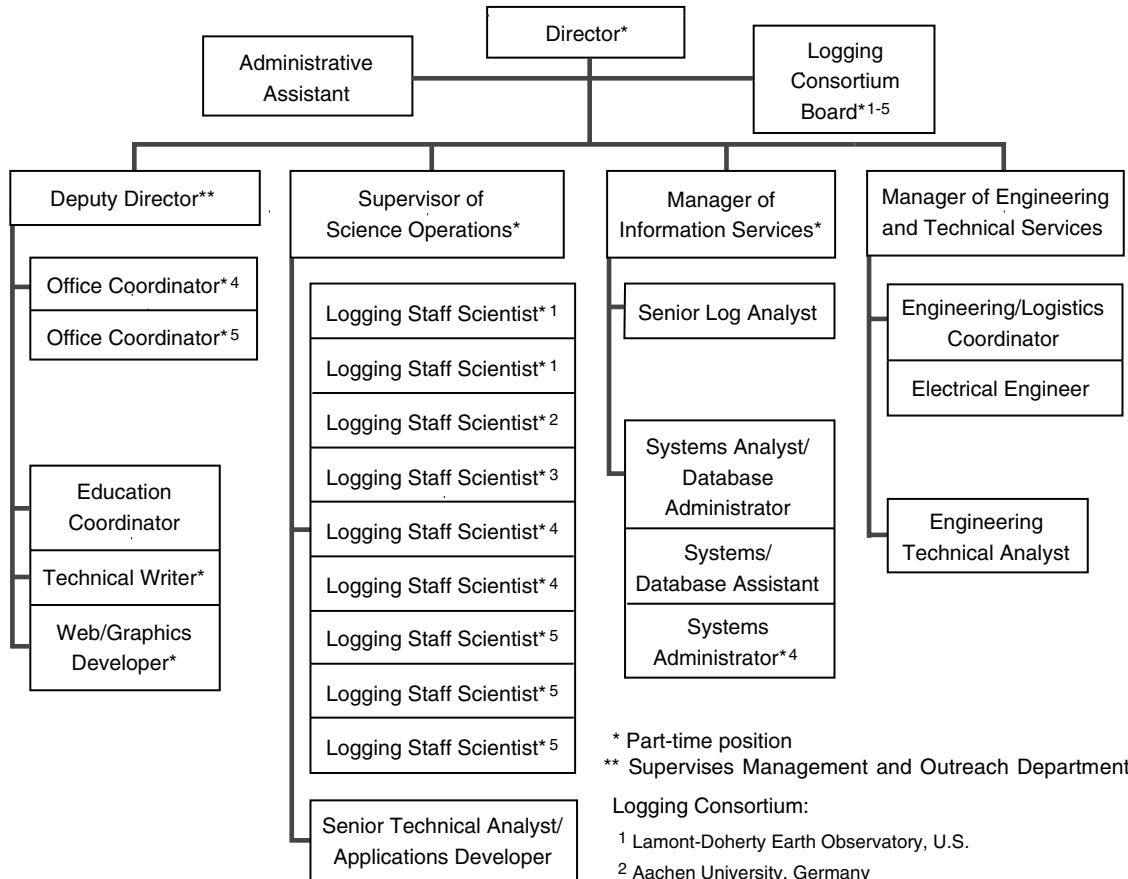 Director*
Administrative
Assistant
Logging
Consortium
Board*1-5
Deputy Director**
Office Coordinator*4
Office Coordinator*5
Education
Coordinator
Technical Writer*
Web/Graphics
Developer*
Supervisor of
Science Operations*
Logging Staff Scientist*1
Logging Staff Scientist*1
Logging Staff Scientist*2
Logging Staff Scientist*3
Logging Staff Scientist*4
Logging Staff Scientist*4
Logging Staff Scientist*5
Logging Staff Scientist*5
Logging Staff Scientist*5
Senior Technical Analyst/
Applications Developer
Manager of
Information Services*
Senior Log Analyst
Systems Analyst/
Database
Administrator
Systems/
Database Assistant
Systems
Administrator*4
Manager of Engineering
and Technical Services
Engineering/Logistics
Coordinator
Electrical Engineer
Engineering
Technical Analyst
* Part-time position
** Supervises Management and Outreach Department
Logging Consortium:
1 Lamont-Doherty Earth Observatory, U.S.
2 Aachen University, Germany